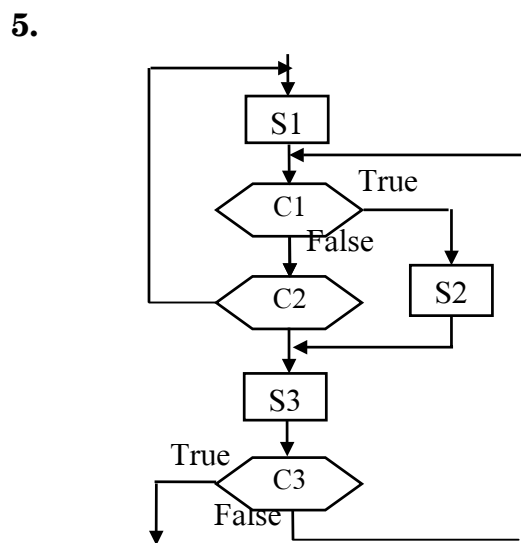 5.
S1
True
C1
False
C2
S2
S3
True
C3
False